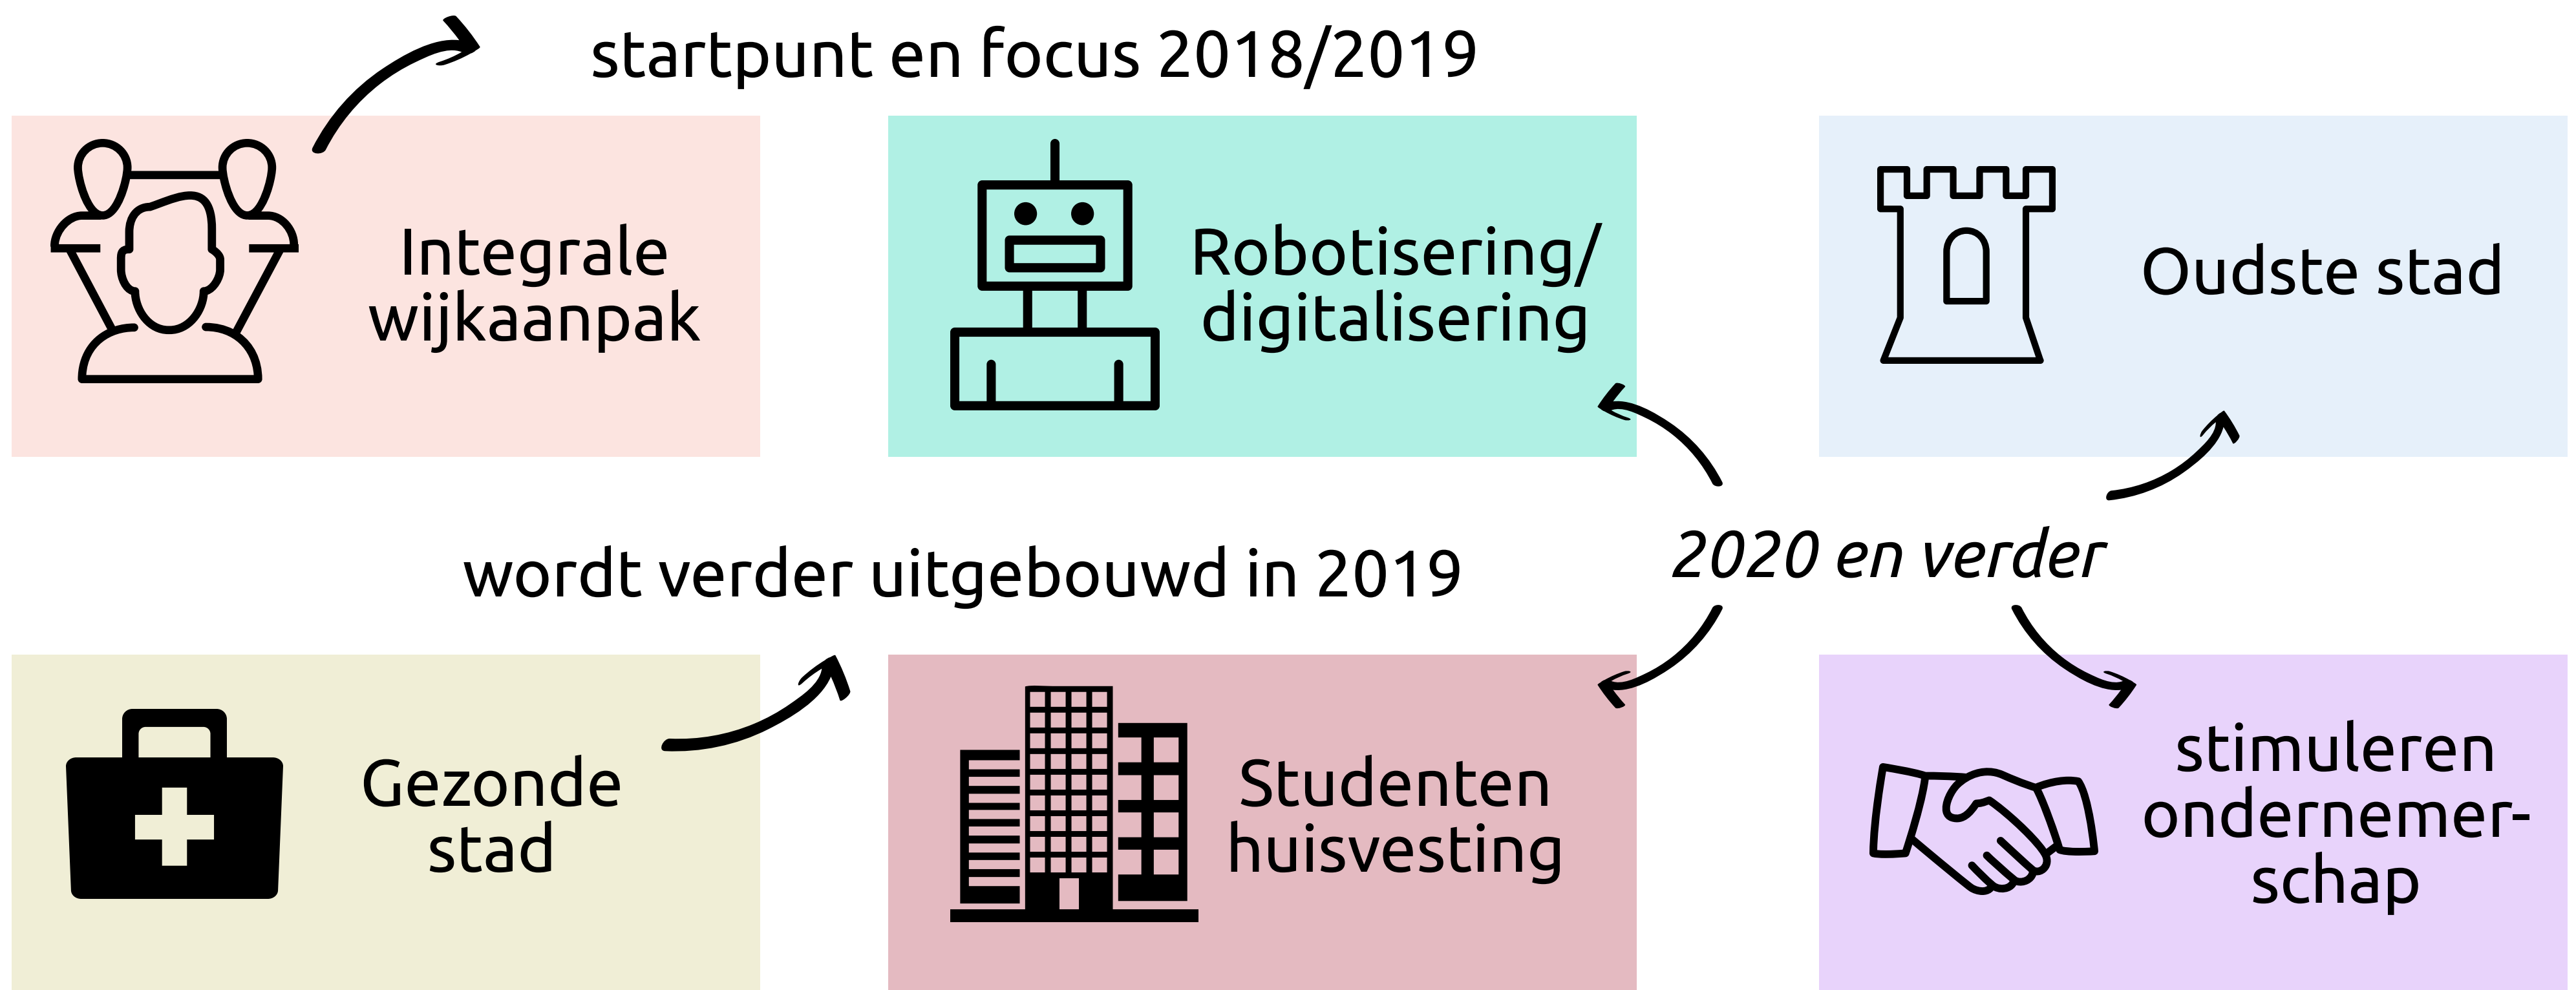 startpunt en focus 2018/2019
Integrale
wijkaanpak
Robotisering/
digitalisering
Oudste stad
wordt verder uitgebouwd in 2019
2020 en verder
Gezonde
stad
Studenten
huisvesting
stimuleren
ondernemer-
schap